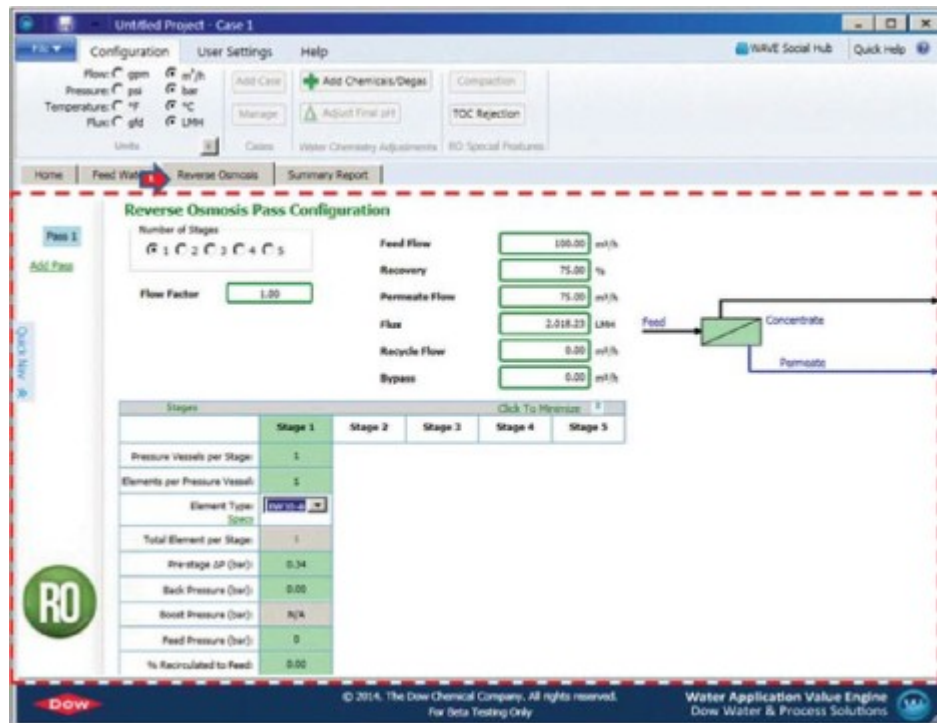 Untitled Project - Case 1
File
Configuration User Settings Help
WAVE Social Hub Quick Help
Flow: gpm m³/h
Pressure: psi bar
Temperature: °F °C
Flux: gfd LMH
Units
Add Case
Manage
Cases
Add Chemicals/Degas
Adjust Final pH
Water Chemistry Adjustments
Compaction
TOC Rejection
RO Special Features
Home Feed Water Reverse Osmosis Summary Report
Pass 1
Add Pass
Quick Nav
Reverse Osmosis Pass Configuration
Number of Stages
1 2 3 4 5
Flow Factor 1.00
Feed Flow 100.00 m³/h
Recovery 75.00 %
Permeate Flow 75.00 m³/h
Flux 2,018.23 LMH
Recycle Flow 0.00 m³/h
Bypass 0.00 m³/h
Feed
Concentrate
Permeate
Stages Click To Minimize
Stage 1 Stage 2 Stage 3 Stage 4 Stage 5
Pressure Vessels per Stage: 1
Elements per Pressure Vessel: 1
Element Type:
Specs
Total Element per Stage: 1
Pre-stage ΔP (bar): 0.34
Back Pressure (bar): 0.00
Boost Pressure (bar): N/A
Feed Pressure (bar): 0
% Recirculated to Feed: 0.00
RO
Dow
© 2014, The Dow Chemical Company. All rights reserved.
For Beta Testing Only
Water Application Value Engine
Dow Water & Process Solutions
W